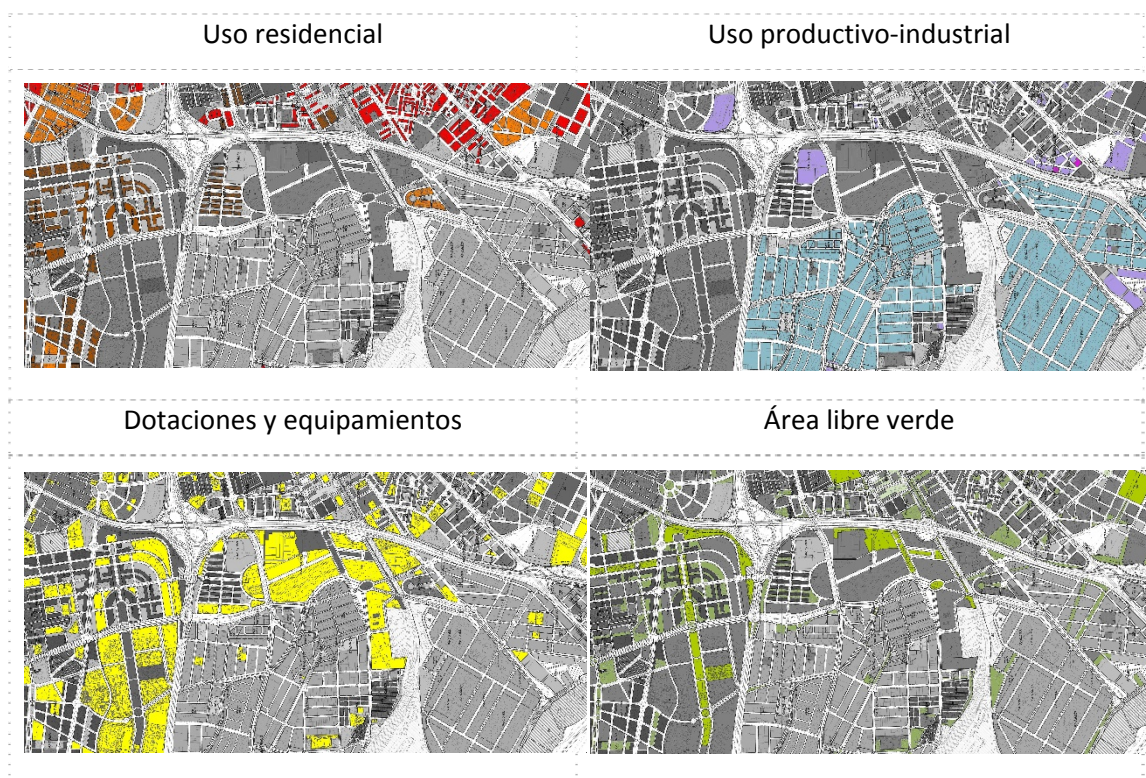 Uso residencial
Uso productivo-industrial
Dotaciones y equipamientos
Área libre verde